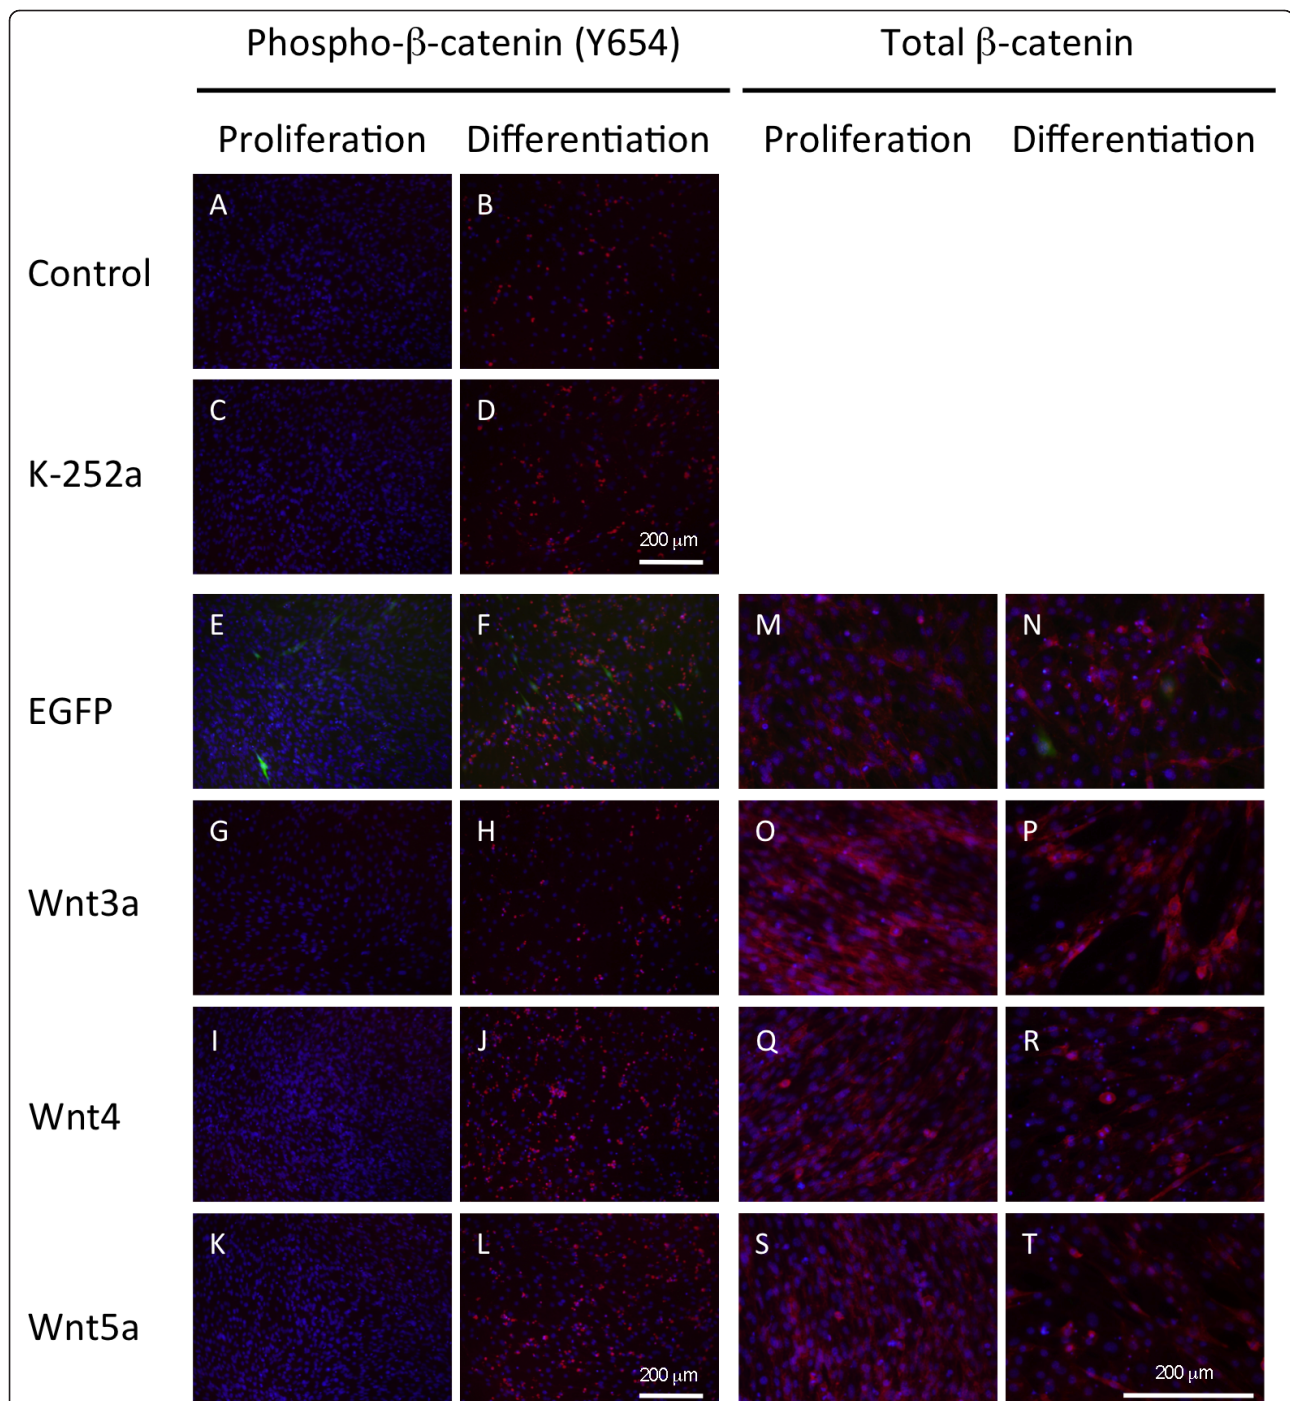 Phospho-β-catenin (Y654) Total β-catenin
Proliferation Differentiation Proliferation Differentiation
Control A B
K-252a C D
200 µm
EGFP E F M N
Wnt3a G H O P
Wnt4 I J Q R
Wnt5a K L S T
200 µm 200 µm